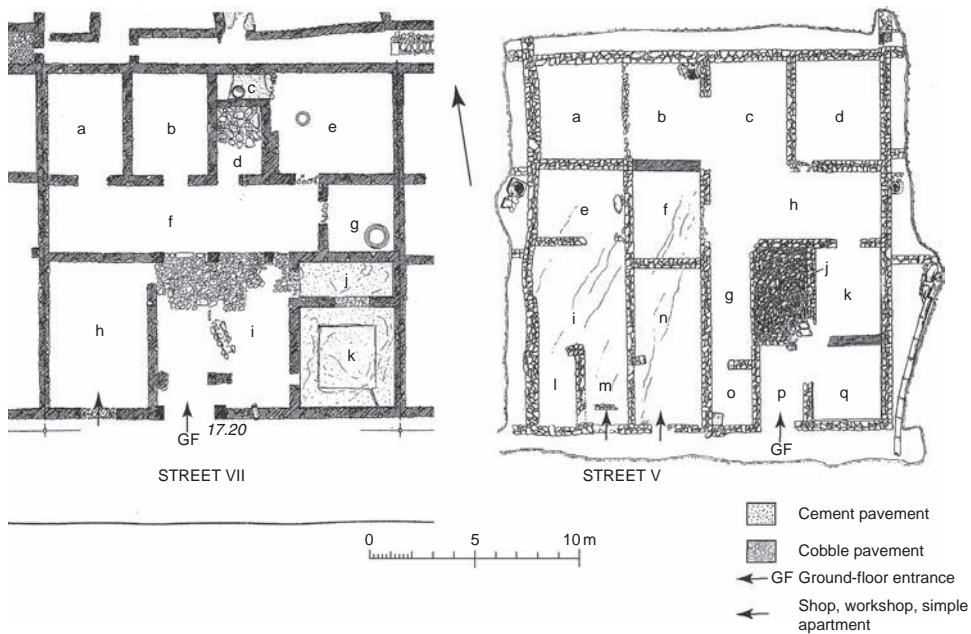 a
b
c
d
e
f
g
h
i
j
k
GF
17.20
STREET VII
a
b
c
d
e
f
g
h
i
j
k
l
m
n
o
p
q
GF
STREET V
0
5
10 m
Cement pavement
Cobble pavement
GF Ground-floor entrance
Shop, workshop, simple
apartment